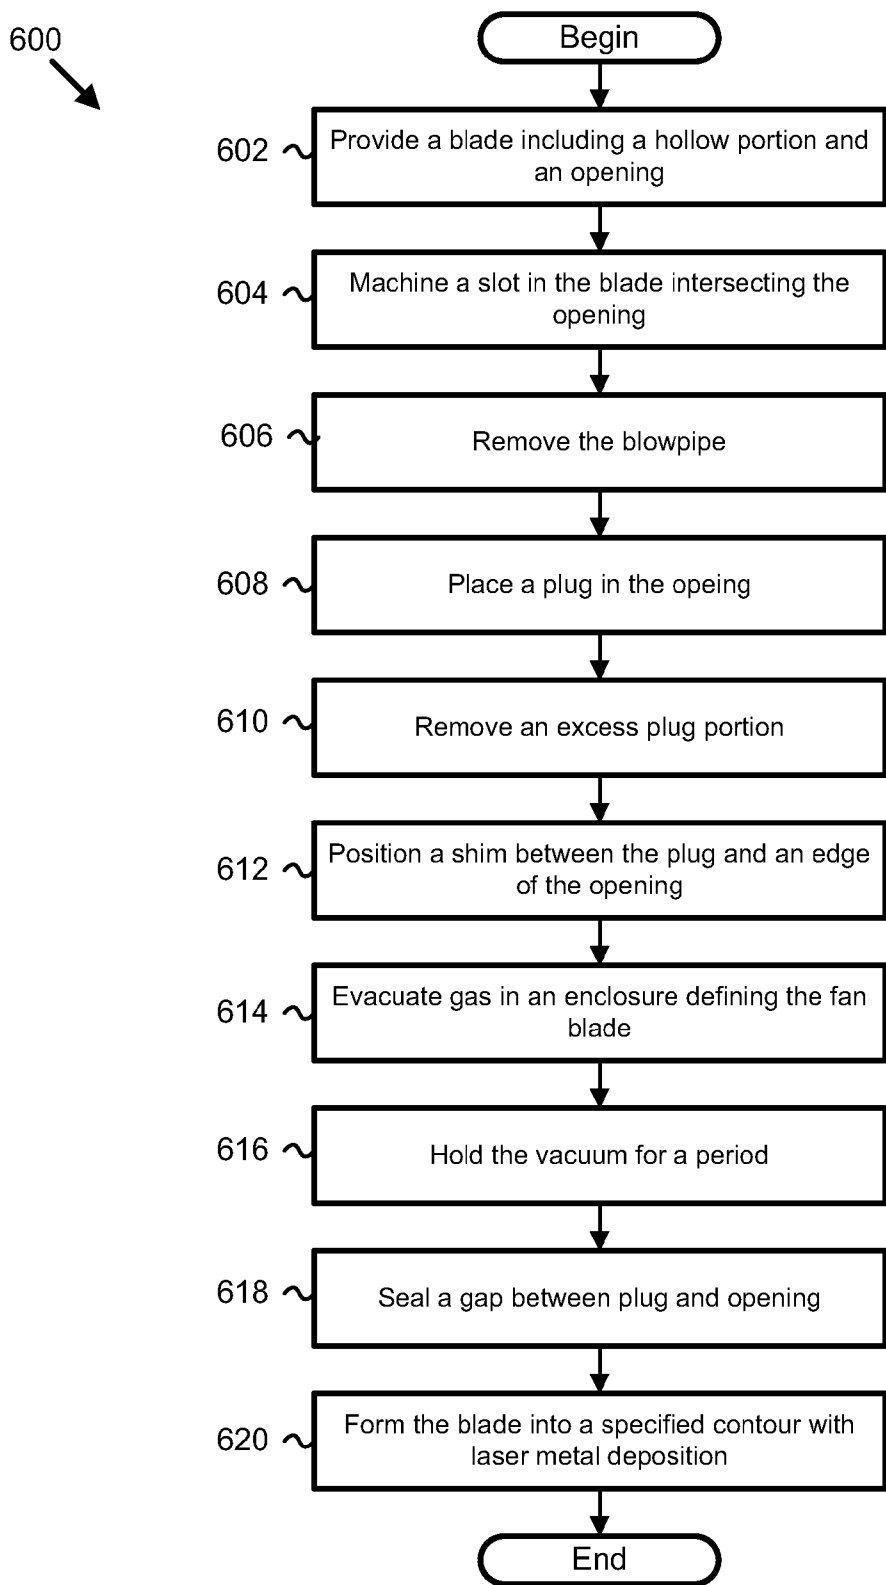 600
Begin
602
Provide a blade including a hollow portion and
an opening
604
Machine a slot in the blade intersecting the
opening
606
Remove the blowpipe
608
Place a plug in the opeing
610
Remove an excess plug portion
612
Position a shim between the plug and an edge
of the opening
614
Evacuate gas in an enclosure defining the fan
blade
616
Hold the vacuum for a period
618
Seal a gap between plug and opening
620
Form the blade into a specified contour with
laser metal deposition
End